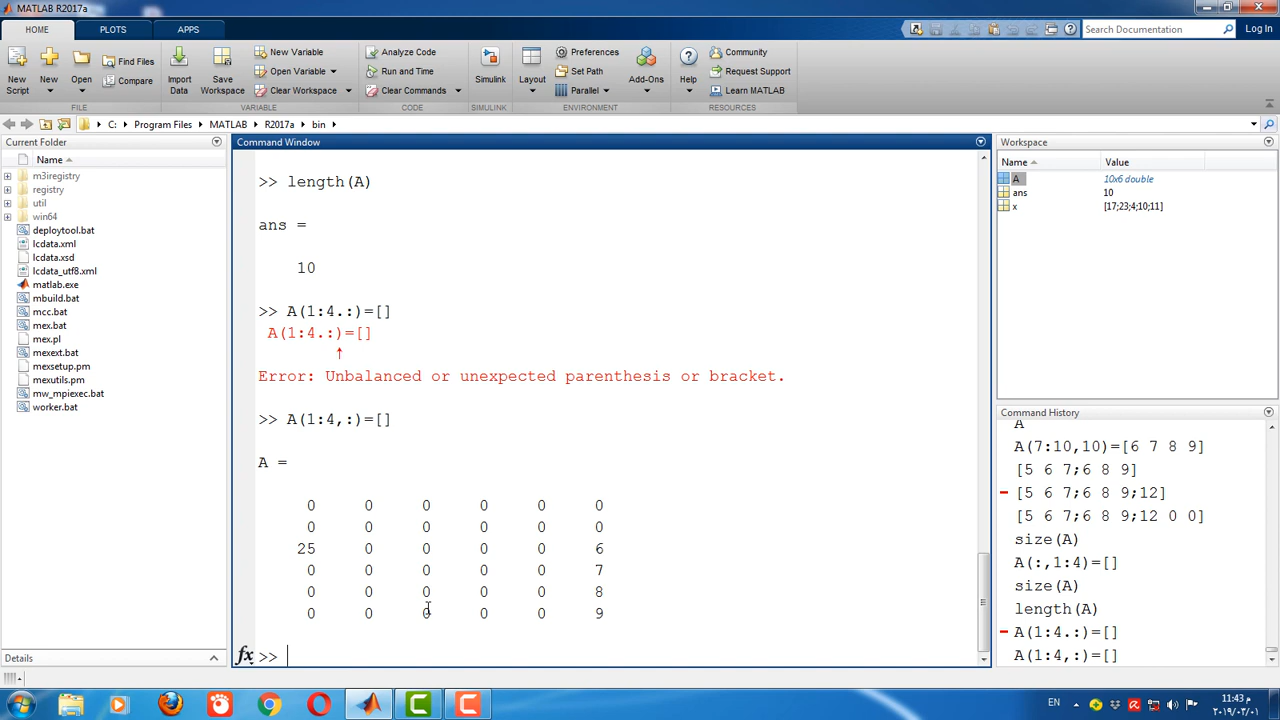 MATLAB R2017a
HOME PLOTS APPS
Search Documentation
Log In
New Script
New
Open
Find Files
Compare
FILE
Import Data
Save Workspace
New Variable
Open Variable
Clear Workspace
VARIABLE
Analyze Code
Run and Time
Clear Commands
CODE
Simulink
SIMULINK
Layout
Preferences
Set Path
Parallel
Add-Ons
ENVIRONMENT
Help
Community
Request Support
Learn MATLAB
RESOURCES
C: Program Files MATLAB R2017a bin
Current Folder
Name
m3iregistry
registry
util
win64
deploytool.bat
lcdata.xml
lcdata.xsd
lcdata_utf8.xml
matlab.exe
mbuild.bat
mcc.bat
mex.bat
mex.pl
mexext.bat
mexsetup.pm
mexutils.pm
mw_mpiexec.bat
worker.bat
Details
Command Window
>> length(A)
ans =
10
>> A(1:4.:)=[]
A(1:4.:)=[]
↑
Error: Unbalanced or unexpected parenthesis or bracket.
>> A(1:4,:)=[]
A =
0 0 0 0 0 0
0 0 0 0 0 0
25 0 0 0 0 6
0 0 0 0 0 7
0 0 0 0 0 8
0 0 0 0 0 9
fx >>
Workspace
Name Value
A 10x6 double
ans 10
x [17;23;4;10;11]
Command History
A
A(7:10,10)=[6 7 8 9]
[5 6 7;6 8 9]
[5 6 7;6 8 9;12]
[5 6 7;6 8 9;12 0 0]
size(A)
A(:,1:4)=[]
size(A)
length(A)
A(1:4.:)=[]
A(1:4,:)=[]
EN
11:43 م
٢٠١٩/٠٣/٠١